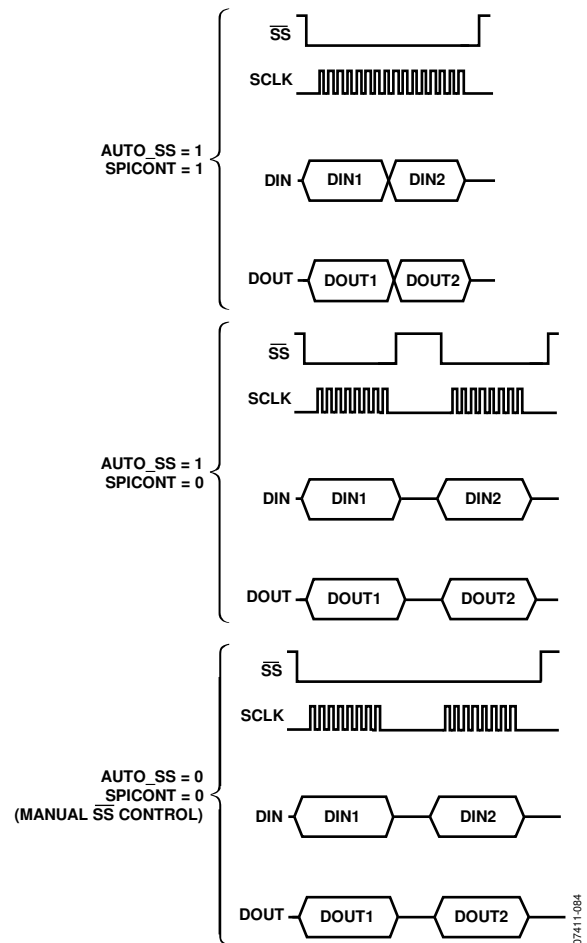 SS
SCLK
AUTO_SS = 1
SPICONT = 1
DIN
DIN1
DIN2
DOUT
DOUT1
DOUT2
SS
SCLK
AUTO_SS = 1
SPICONT = 0
DIN
DIN1
DIN2
DOUT
DOUT1
DOUT2
SS
SCLK
AUTO_SS = 0
SPICONT = 0
(MANUAL SS CONTROL)
DIN
DIN1
DIN2
DOUT
DOUT1
DOUT2
07411-084